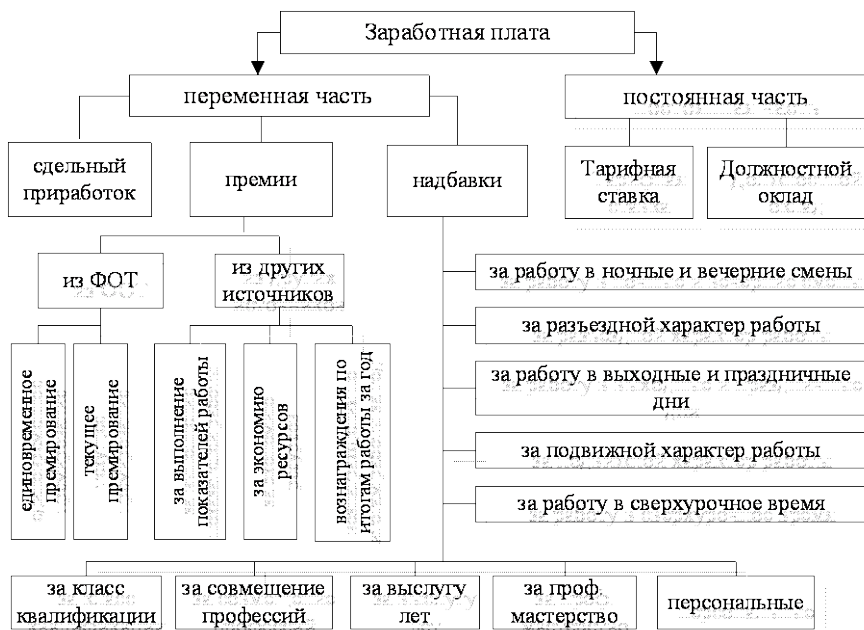 Заработная плата
переменная часть
постоянная часть
сдельный
приработок
премии
надбавки
Тарифная
ставка
Должностной
оклад
из ФОТ
из других
источников
за работу в ночные и вечерние смены
за разъездной характер работы
за работу в выходные и праздничные
дни
за подвижной характер работы
за работу в сверхурочное время
единовременное
премирование
текущее
премирование
за выполнение
показателей работы
за экономию
ресурсов
вознаграждения по
итогам работы за год
за класс
квалификации
за совмещение
профессий
за выслугу
лет
за проф.
мастерство
персональные